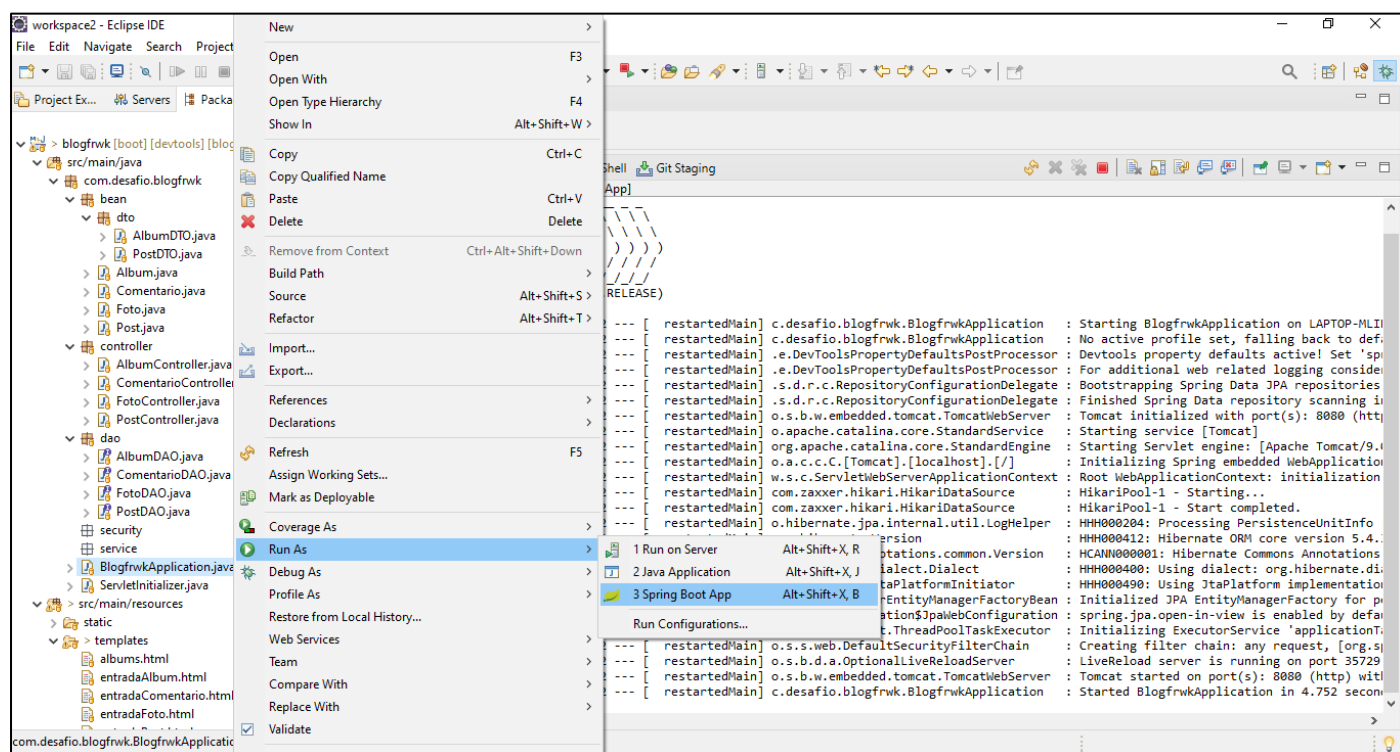 workspace2 - Eclipse IDE
File Edit Navigate Search Project
Project Ex... Servers Packa
> blogfrwk [boot] [devtools] [blog
src/main/java
com.desafio.blogfrwk
bean
dto
AlbumDTO.java
PostDTO.java
Album.java
Comentario.java
Foto.java
Post.java
controller
AlbumController.java
ComentarioController
FotoController.java
PostController.java
dao
AlbumDAO.java
ComentarioDAO.java
FotoDAO.java
PostDAO.java
security
service
BlogfrwkApplication.java
ServletInitializer.java
> src/main/resources
static
> templates
albums.html
entradaAlbum.html
entradaComentario.html
entradaFoto.html
com.desafio.blogfrwk.BlogfrwkApplicatio
New >
Open F3
Open With >
Open Type Hierarchy F4
Show In Alt+Shift+W >
Copy Ctrl+C
Copy Qualified Name
Paste Ctrl+V
Delete Delete
Remove from Context Ctrl+Alt+Shift+Down
Build Path >
Source Alt+Shift+S >
Refactor Alt+Shift+T >
Import...
Export...
References >
Declarations >
Refresh F5
Assign Working Sets...
Mark as Deployable
Coverage As >
Run As >
Debug As >
Profile As >
Restore from Local History...
Web Services >
Team >
Compare With >
Replace With >
Validate
1 Run on Server Alt+Shift+X, R
2 Java Application Alt+Shift+X, J
3 Spring Boot App Alt+Shift+X, B
Run Configurations...
Shell Git Staging
App]
_ _ _
\ \ \ \
\ \ \ \
) ) ) )
/ / / /
/_/_/_/
RELEASE)
--- [ restartedMain] c.desafio.blogfrwk.BlogfrwkApplication : Starting BlogfrwkApplication on LAPTOP-MLI
--- [ restartedMain] c.desafio.blogfrwk.BlogfrwkApplication : No active profile set, falling back to defa
--- [ restartedMain] .e.DevToolsPropertyDefaultsPostProcessor : Devtools property defaults active! Set 'spr
--- [ restartedMain] .e.DevToolsPropertyDefaultsPostProcessor : For additional web related logging consider
--- [ restartedMain] .s.d.r.c.RepositoryConfigurationDelegate : Bootstrapping Spring Data JPA repositories
--- [ restartedMain] .s.d.r.c.RepositoryConfigurationDelegate : Finished Spring Data repository scanning in
--- [ restartedMain] o.s.b.w.embedded.tomcat.TomcatWebServer : Tomcat initialized with port(s): 8080 (http
--- [ restartedMain] o.apache.catalina.core.StandardService : Starting service [Tomcat]
--- [ restartedMain] org.apache.catalina.core.StandardEngine : Starting Servlet engine: [Apache Tomcat/9.
--- [ restartedMain] o.a.c.c.C.[Tomcat].[localhost].[/] : Initializing Spring embedded WebApplication
--- [ restartedMain] w.s.c.ServletWebServerApplicationContext : Root WebApplicationContext: initialization
--- [ restartedMain] com.zaxxer.hikari.HikariDataSource : HikariPool-1 - Starting...
--- [ restartedMain] com.zaxxer.hikari.HikariDataSource : HikariPool-1 - Start completed.
--- [ restartedMain] o.hibernate.jpa.internal.util.LogHelper : HHH000204: Processing PersistenceUnitInfo
ersion : HHH000412: Hibernate ORM core version 5.4.
otations.common.Version : HCANN000001: Hibernate Commons Annotations
ialect.Dialect : HHH000400: Using dialect: org.hibernate.dia
taPlatformInitiator : HHH000490: Using JtaPlatform implementation
rEntityManagerFactoryBean : Initialized JPA EntityManagerFactory for pe
ation$JpaWebConfiguration : spring.jpa.open-in-view is enabled by defau
t.ThreadPoolTaskExecutor : Initializing ExecutorService 'applicationTa
--- [ restartedMain] o.s.s.web.DefaultSecurityFilterChain : Creating filter chain: any request, [org.sp
--- [ restartedMain] o.s.b.d.a.OptionalLiveReloadServer : LiveReload server is running on port 35729
--- [ restartedMain] o.s.b.w.embedded.tomcat.TomcatWebServer : Tomcat started on port(s): 8080 (http) with
--- [ restartedMain] c.desafio.blogfrwk.BlogfrwkApplication : Started BlogfrwkApplication in 4.752 second